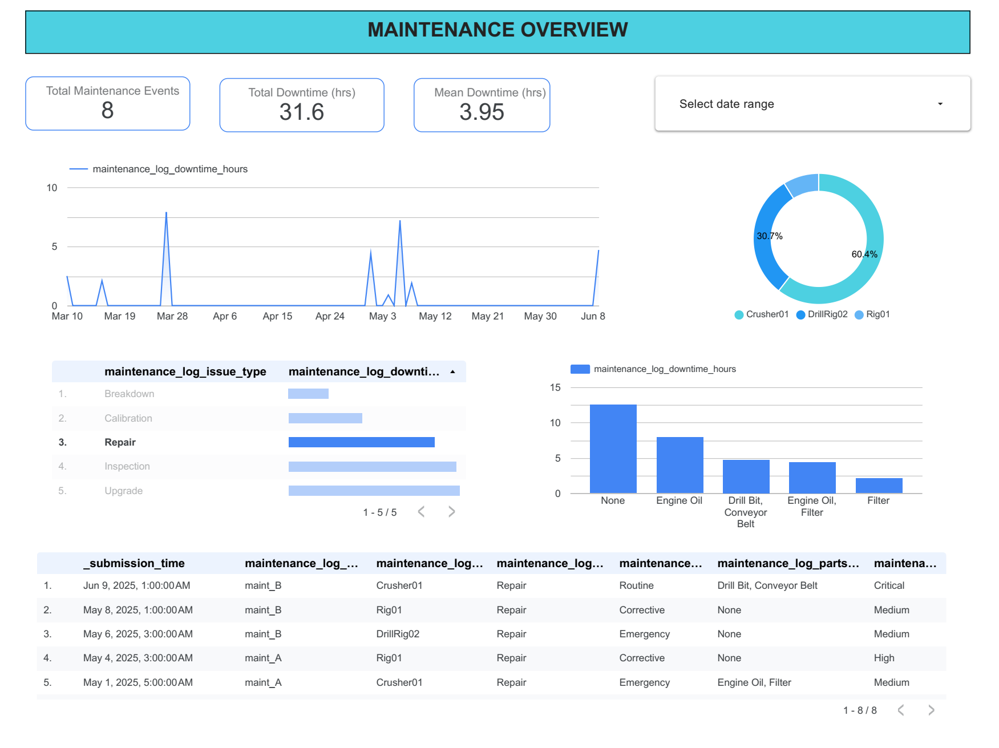 MAINTENANCE OVERVIEW
Total Maintenance Events
8
Total Downtime (hrs)
31.6
Mean Downtime (hrs)
3.95
Select date range
maintenance_log_downtime_hours
10
5
0
Mar 10 Mar 19 Mar 28 Apr 6 Apr 15 Apr 24 May 3 May 12 May 21 May 30 Jun 8
30.7%
60.4%
Crusher01 DrillRig02 Rig01
maintenance_log_issue_type maintenance_log_downti...
1. Breakdown
2. Calibration
3. Repair
4. Inspection
5. Upgrade
1 - 5 / 5
maintenance_log_downtime_hours
15
10
5
0
None Engine Oil Drill Bit, Conveyor Belt Engine Oil, Filter Filter
_submission_time maintenance_log_... maintenance_log... maintenance_log... maintenance... maintenance_log_parts... maintena...
1. Jun 9, 2025, 1:00:00 AM maint_B Crusher01 Repair Routine Drill Bit, Conveyor Belt Critical
2. May 8, 2025, 1:00:00 AM maint_B Rig01 Repair Corrective None Medium
3. May 6, 2025, 3:00:00 AM maint_B DrillRig02 Repair Emergency None Medium
4. May 4, 2025, 3:00:00 AM maint_A Rig01 Repair Corrective None High
5. May 1, 2025, 5:00:00 AM maint_A Crusher01 Repair Emergency Engine Oil, Filter Medium
1 - 8 / 8